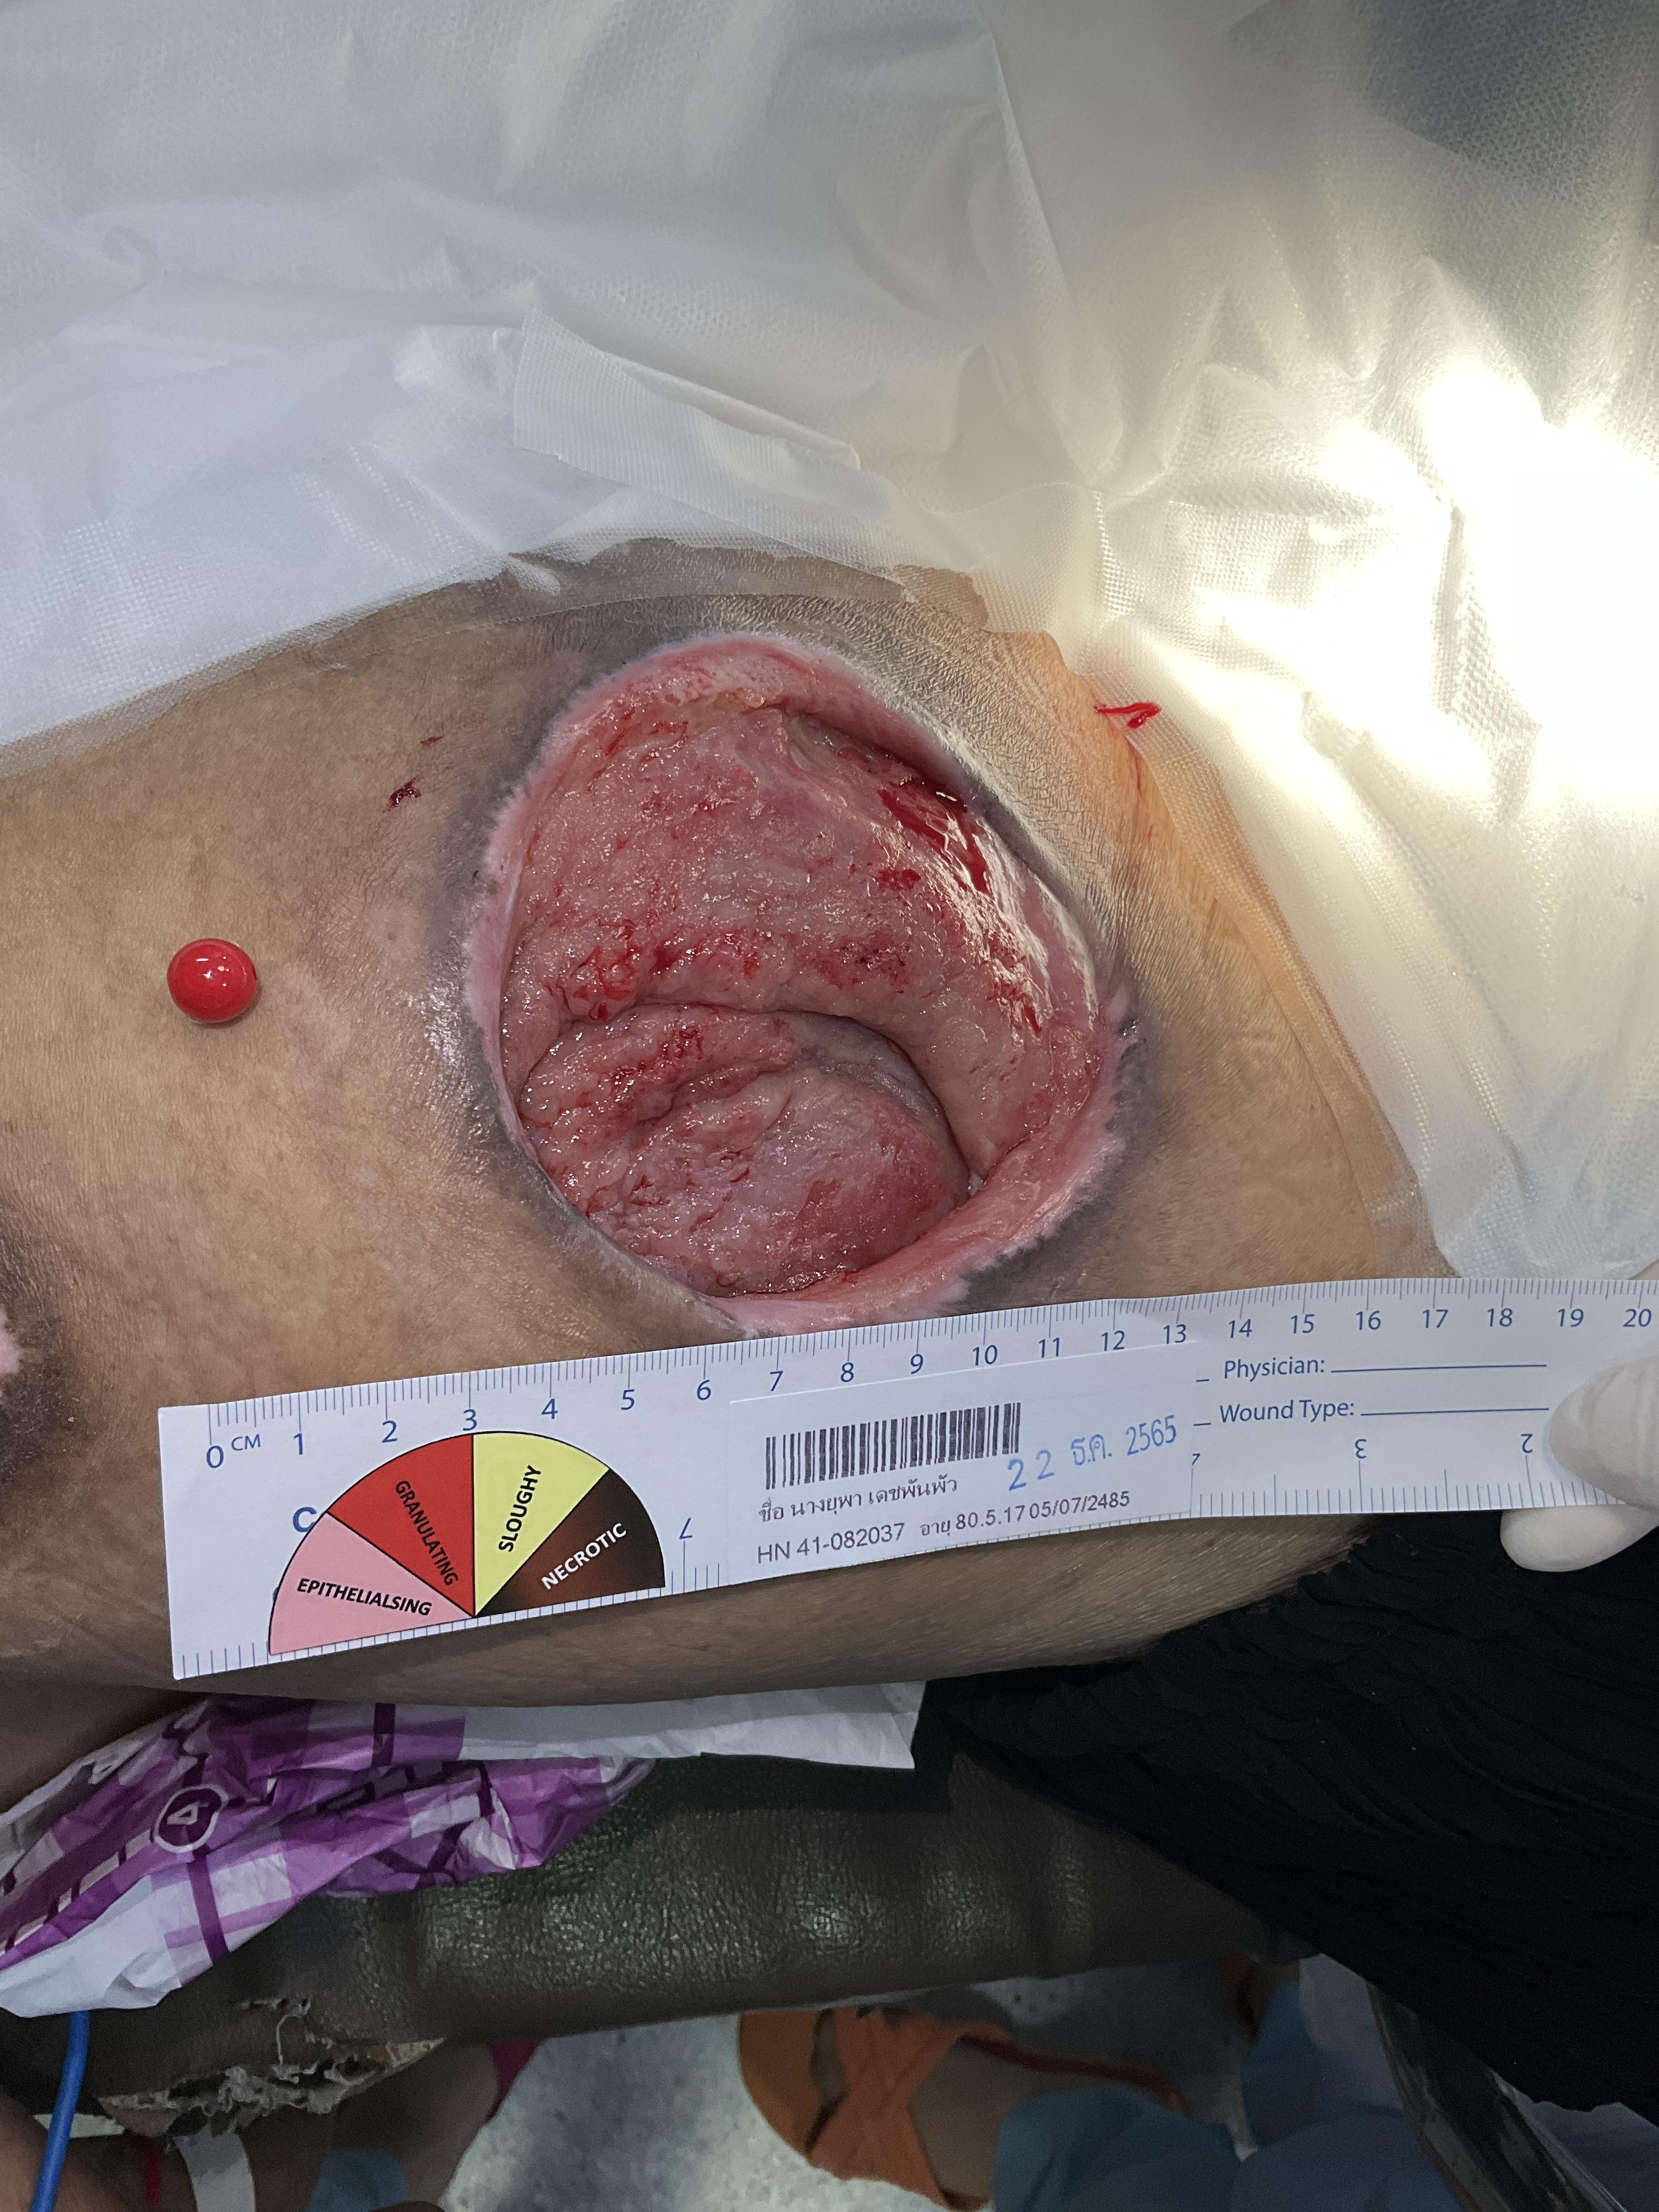 0 CM 1 2 3 4 5 6 7 8 9 10 11 12 13 14 15 16 17 18 19 20
Physician:
Wound Type:
EPITHELIALSING
GRANULATING
SLOUGHY
NECROTIC
22 ธ.ค. 2565
ชื่อ นางยุพา เดชพันพัว
HN 41-082037 อายุ 80.5.17 05/07/2485
3 2